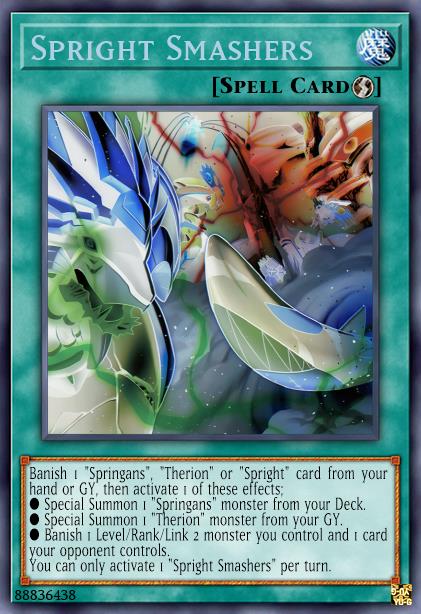 Spright Smashers
魔
[Spell Card]
Banish 1 "Springans", "Therion" or "Spright" card from your
hand or GY, then activate 1 of these effects;
● Special Summon 1 "Springans" monster from your Deck.
● Special Summon 1 "Therion" monster from your GY.
● Banish 1 Level/Rank/Link 2 monster you control and 1 card
your opponent controls.
You can only activate 1 "Spright Smashers" per turn.
88836438